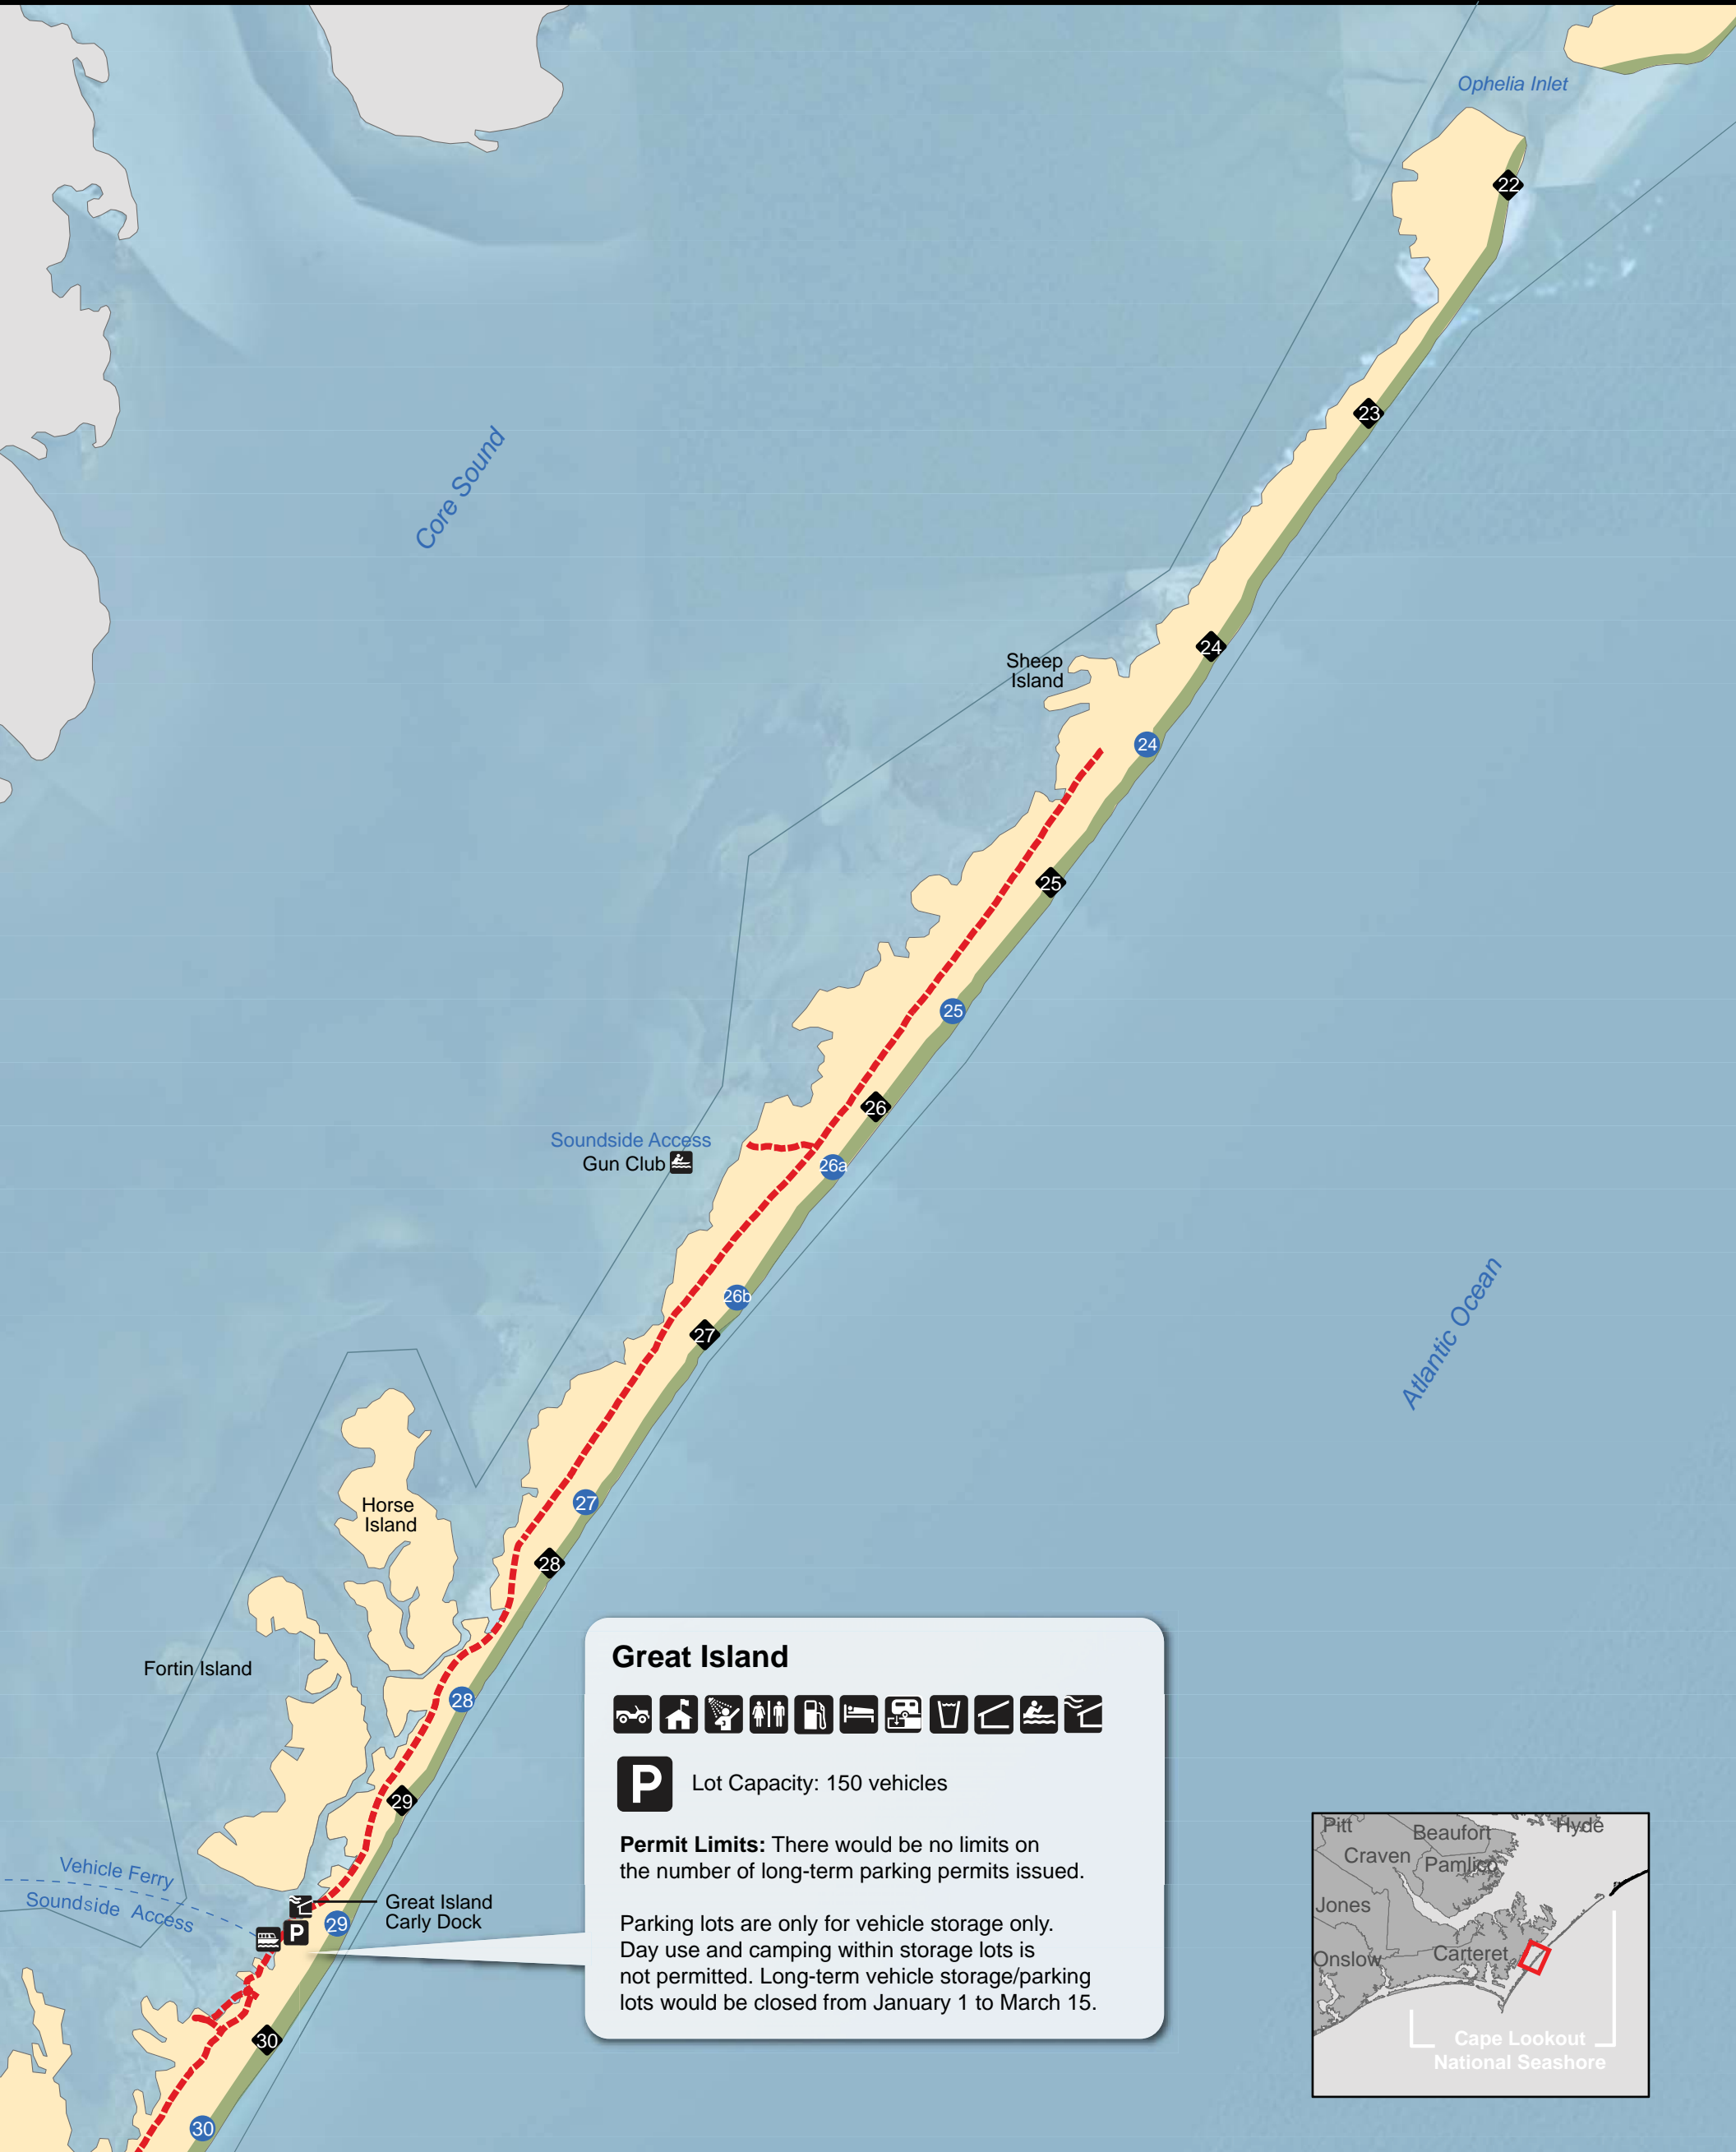 Ophelia Inlet
22
23
Core Sound
24
Sheep
Island
24
25
25
26
Soundside Access
Gun Club
26a
26b
27
Atlantic Ocean
27
Horse
Island
28
Fortin Island
28
29
Vehicle Ferry
Soundside Access
Great Island
Carly Dock
P
29
30
30
Great Island
P
Lot Capacity: 150 vehicles
Permit Limits: There would be no limits on
the number of long-term parking permits issued.
Parking lots are only for vehicle storage only.
Day use and camping within storage lots is
not permitted. Long-term vehicle storage/parking
lots would be closed from January 1 to March 15.
Pitt
Beaufort
Hyde
Craven
Pamlico
Jones
Onslow
Carteret
Cape Lookout
National Seashore